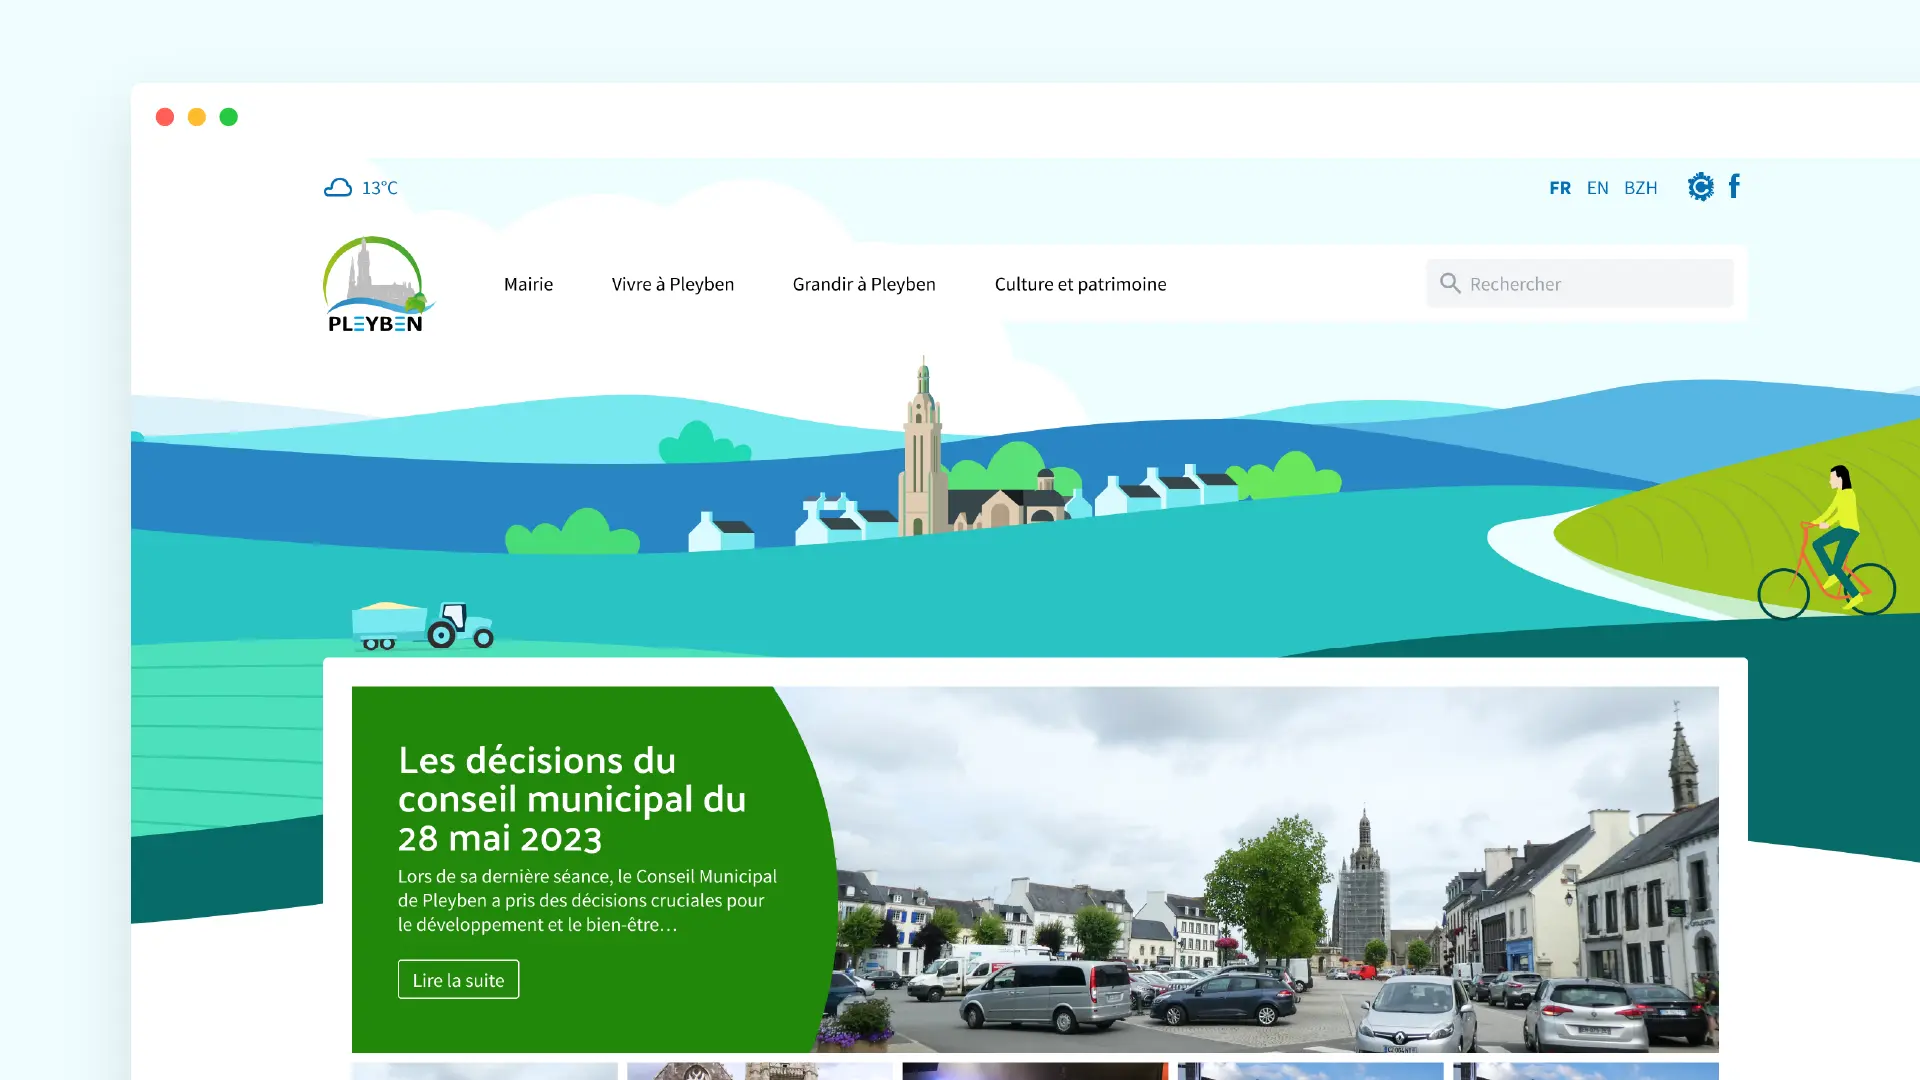 13°C
FR EN BZH
PLEYBEN
Mairie
Vivre à Pleyben
Grandir à Pleyben
Culture et patrimoine
Rechercher
Les décisions du
conseil municipal du
28 mai 2023
Lors de sa dernière séance, le Conseil Municipal
de Pleyben a pris des décisions cruciales pour
le développement et le bien-être…
Lire la suite